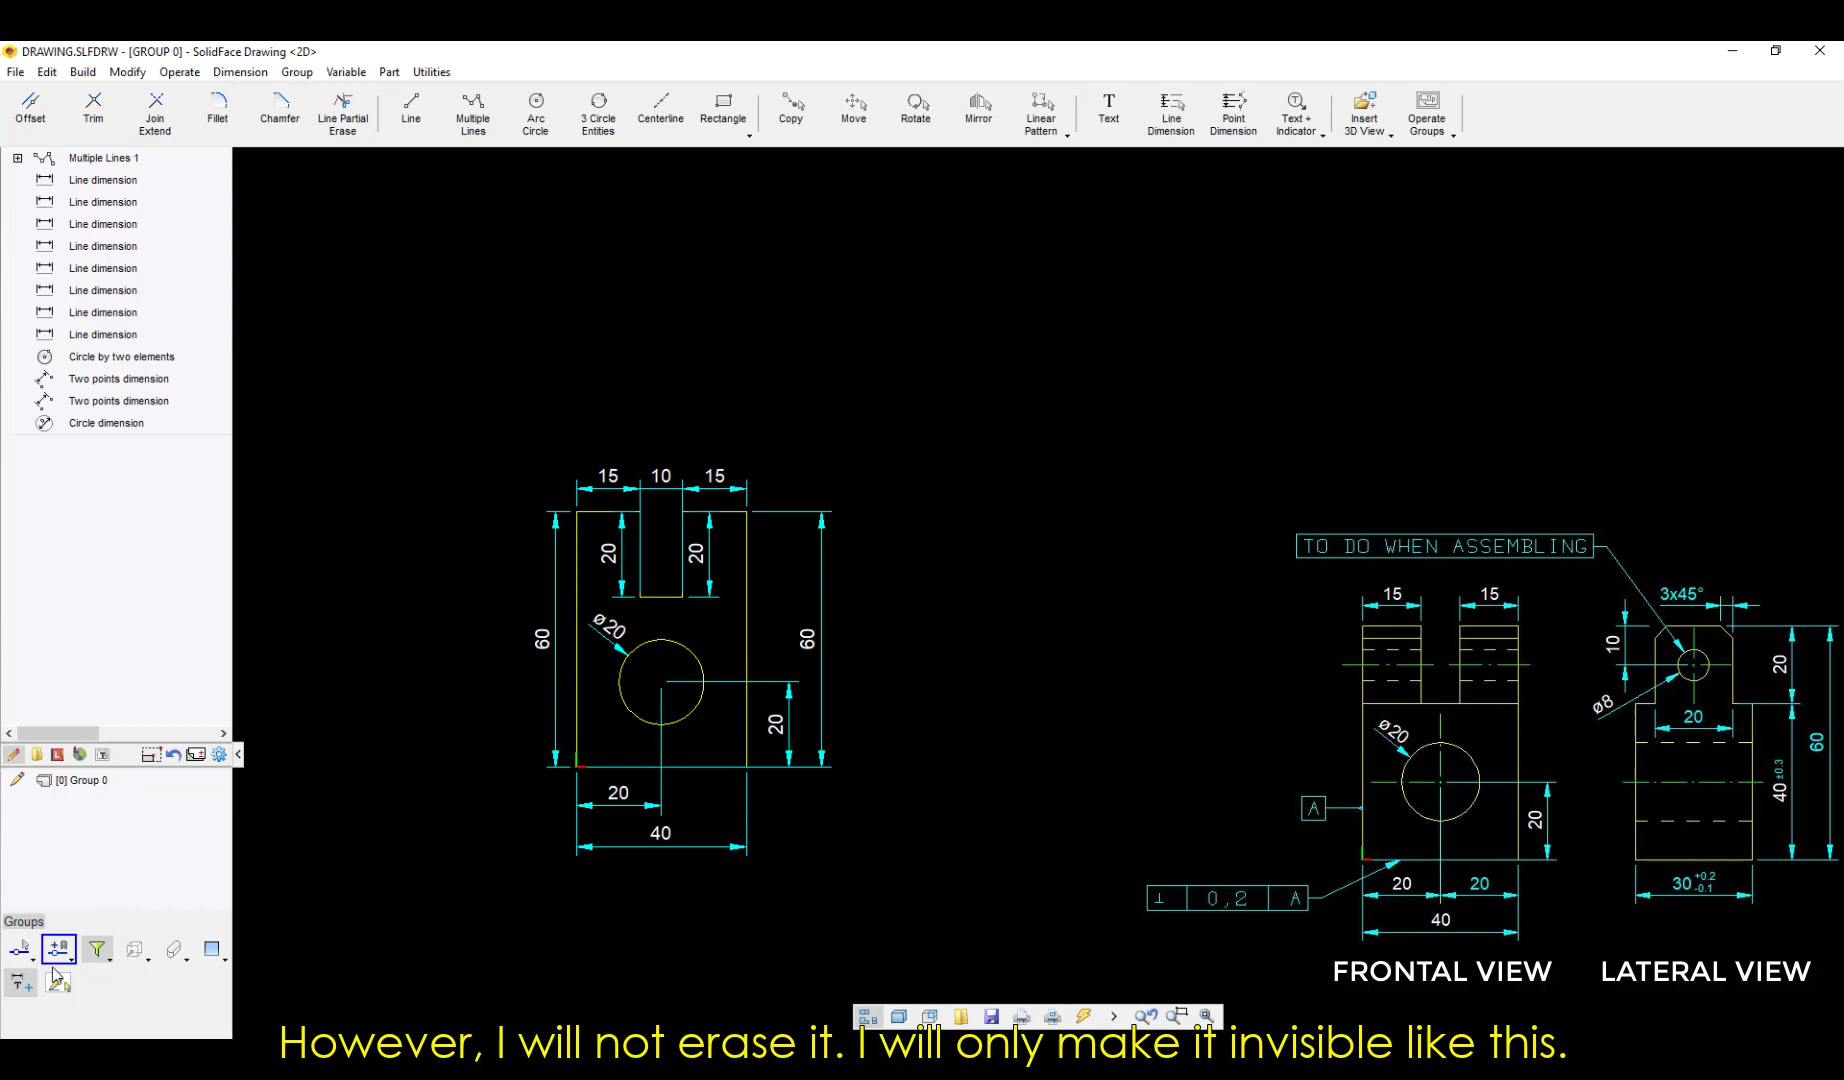 DRAWING.SLFDRW - [GROUP 0] - SolidFace Drawing <2D>
File Edit Build Modify Operate Dimension Group Variable Part Utilities
Offset Trim Join Extend Fillet Chamfer Line Partial Erase Line Multiple Lines Arc Circle 3 Circle Entities Centerline Rectangle Copy Move Rotate Mirror Linear Pattern Text Line Dimension Point Dimension Text + Indicator Insert 3D View Operate Groups
Multiple Lines 1
Line dimension
Line dimension
Line dimension
Line dimension
Line dimension
Line dimension
Line dimension
Line dimension
Circle by two elements
Two points dimension
Two points dimension
Circle dimension
[0] Group 0
Groups
15 10 15
20 20
ø20
60 60
20
20
40
TO DO WHEN ASSEMBLING
15 15
3x45°
10
20
ø8
20
ø20
60
40 ±0.3
A
20
20 20
30 +0.2 -0.1
⊥ 0,2 A
40
FRONTAL VIEW LATERAL VIEW
However, I will not erase it. I will only make it invisible like this.